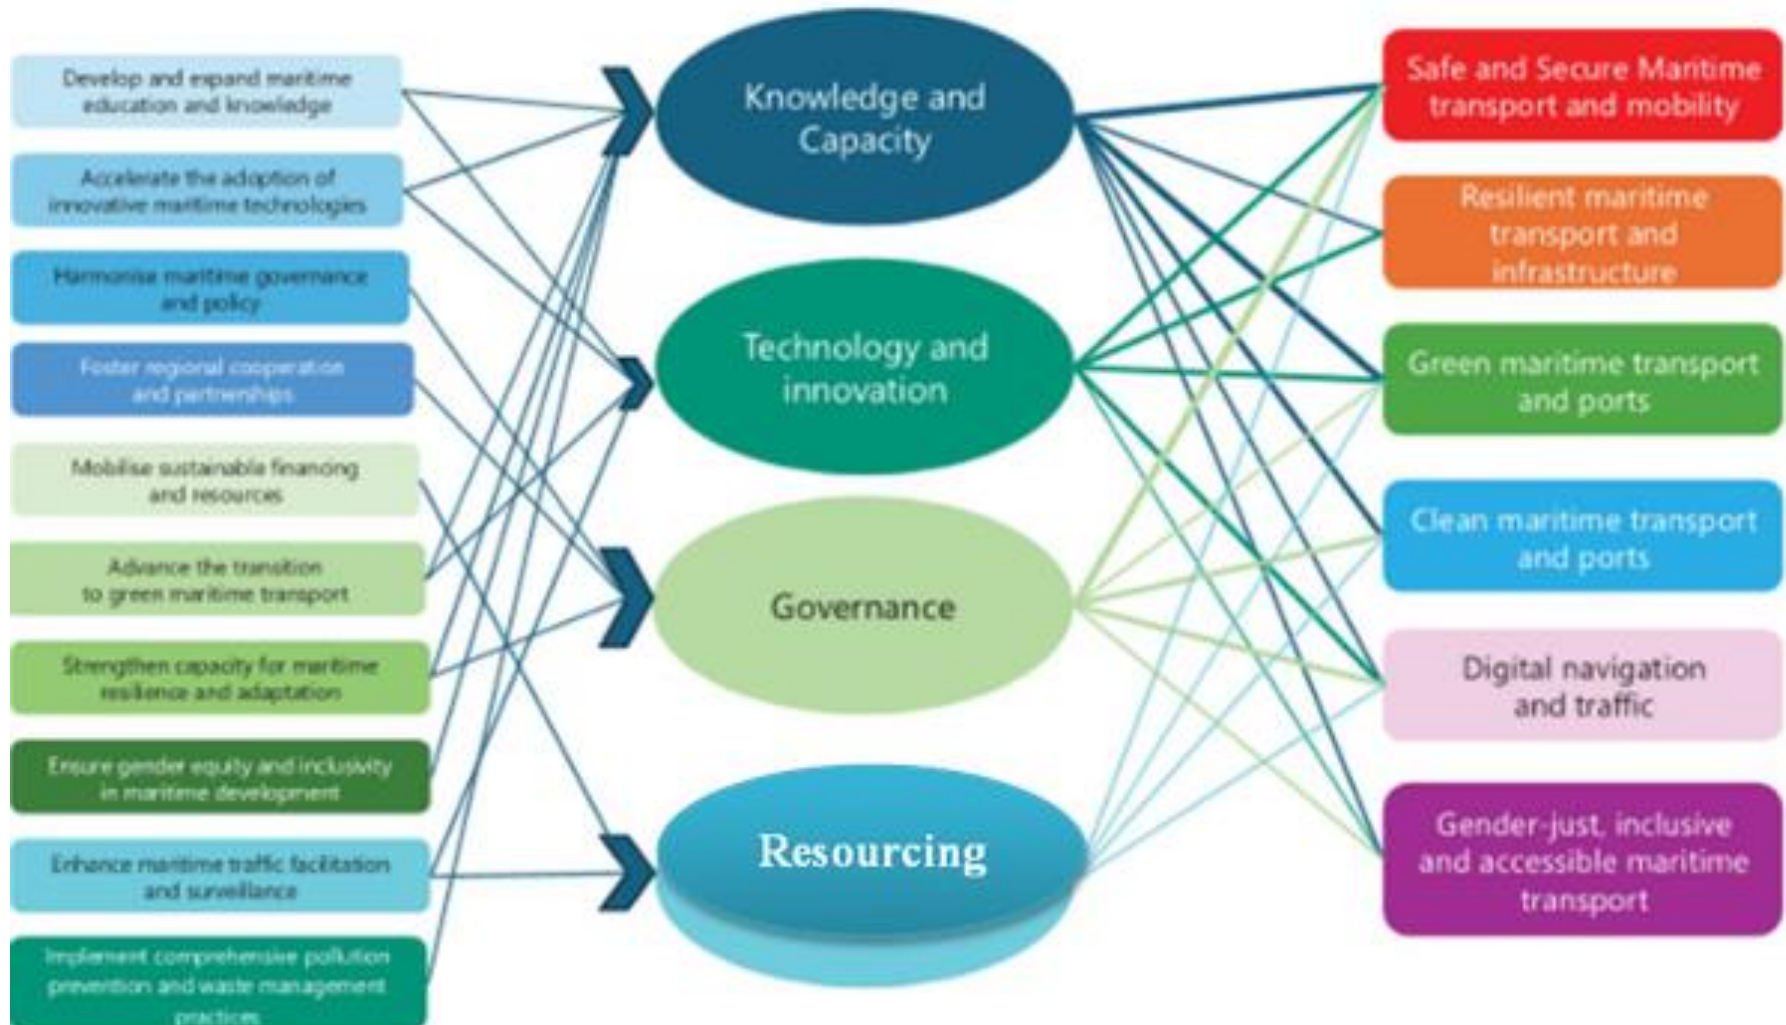 Develop and expand maritime
education and knowledge
Accelerate the adoption of
innovative maritime technologies
Harmonise maritime governance
and policy
Foster regional cooperation
and partnerships
Mobilise sustainable financing
and resources
Advance the transition
to green maritime transport
Strengthen capacity for maritime
resilience and adaptation
Ensure gender equity and inclusivity
in maritime development
Enhance maritime traffic facilitation
and surveillance
Implement comprehensive pollution
prevention and waste management
practices
Knowledge and
Capacity
Technology and
innovation
Governance
Resourcing
Safe and Secure Maritime
transport and mobility
Resilient maritime
transport and
infrastructure
Green maritime transport
and ports
Clean maritime transport
and ports
Digital navigation
and traffic
Gender-just, inclusive
and accessible maritime
transport